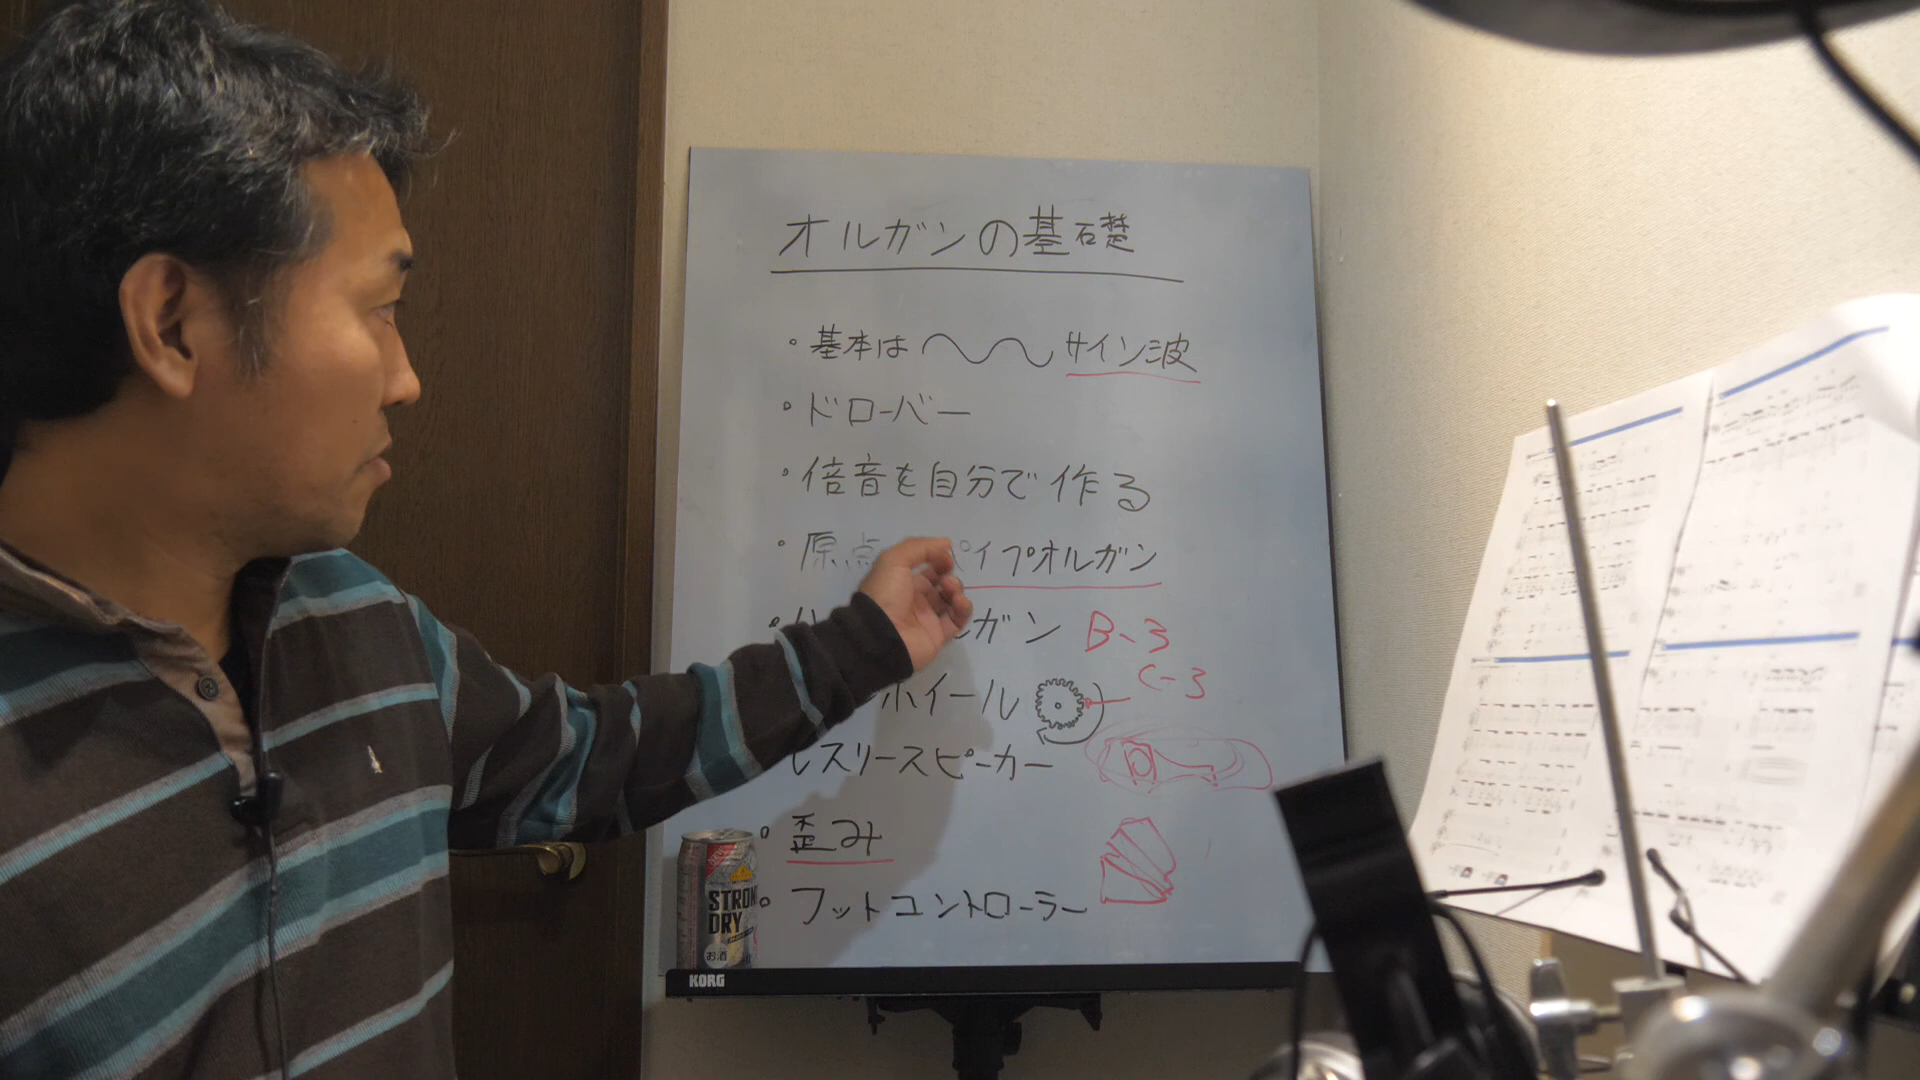 オルガンの基礎
・基本は サイン波
・ドローバー
・倍音を自分で作る
・原点 パイプオルガン
ルガン B-3
ホイール C-3
レスリースピーカー
・歪み
・フットコントローラー
STRON
DRY
お酒
KORG